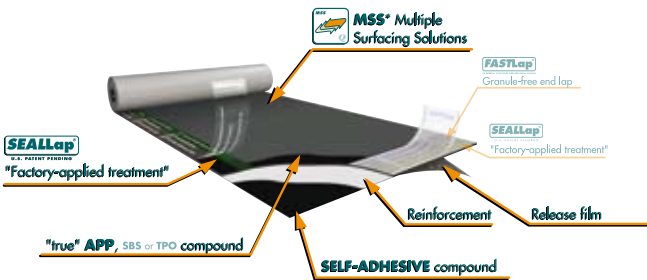 MSS
MSS* Multiple
Surfacing Solutions
FASTLap
Granule-free end lap
SEALLap
"Factory-applied treatment"
SEALLap
U.S. PATENT PENDING
"Factory-applied treatment"
Reinforcement
Release film
"true" APP, SBS or TPO compound
SELF-ADHESIVE compound